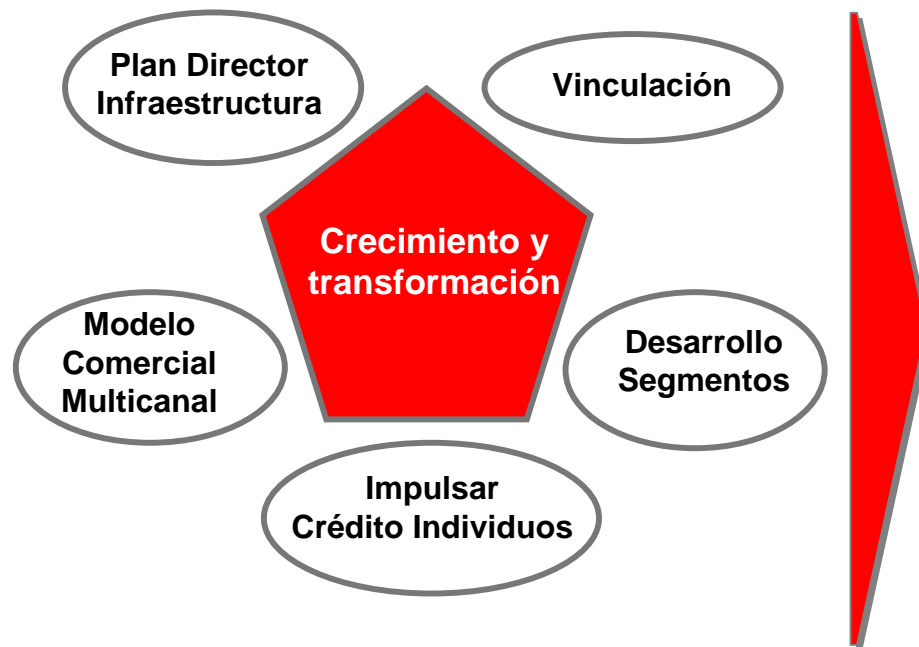 Plan Director
Infraestructura
Vinculación
Crecimiento y
transformación
Modelo
Comercial
Multicanal
Desarrollo
Segmentos
Impulsar
Crédito Individuos